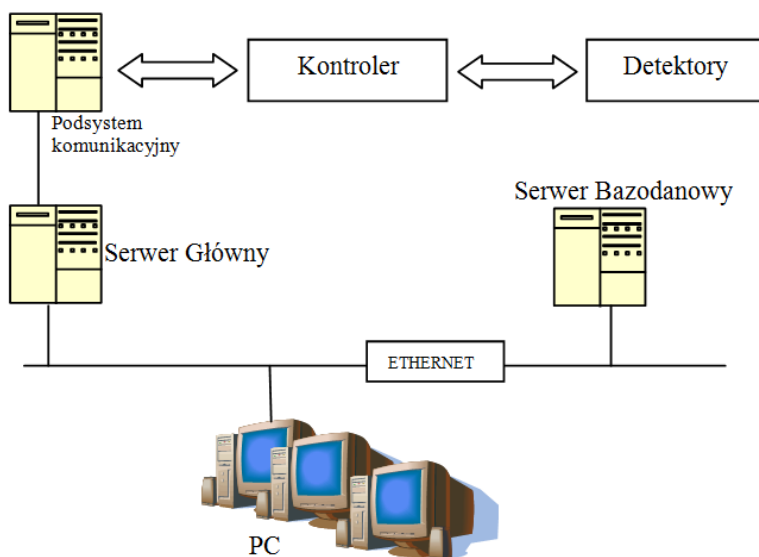 Kontroler
Detektory
Podsystem
komunikacyjny
Serwer Bazodanowy
Serwer Główny
ETHERNET
PC